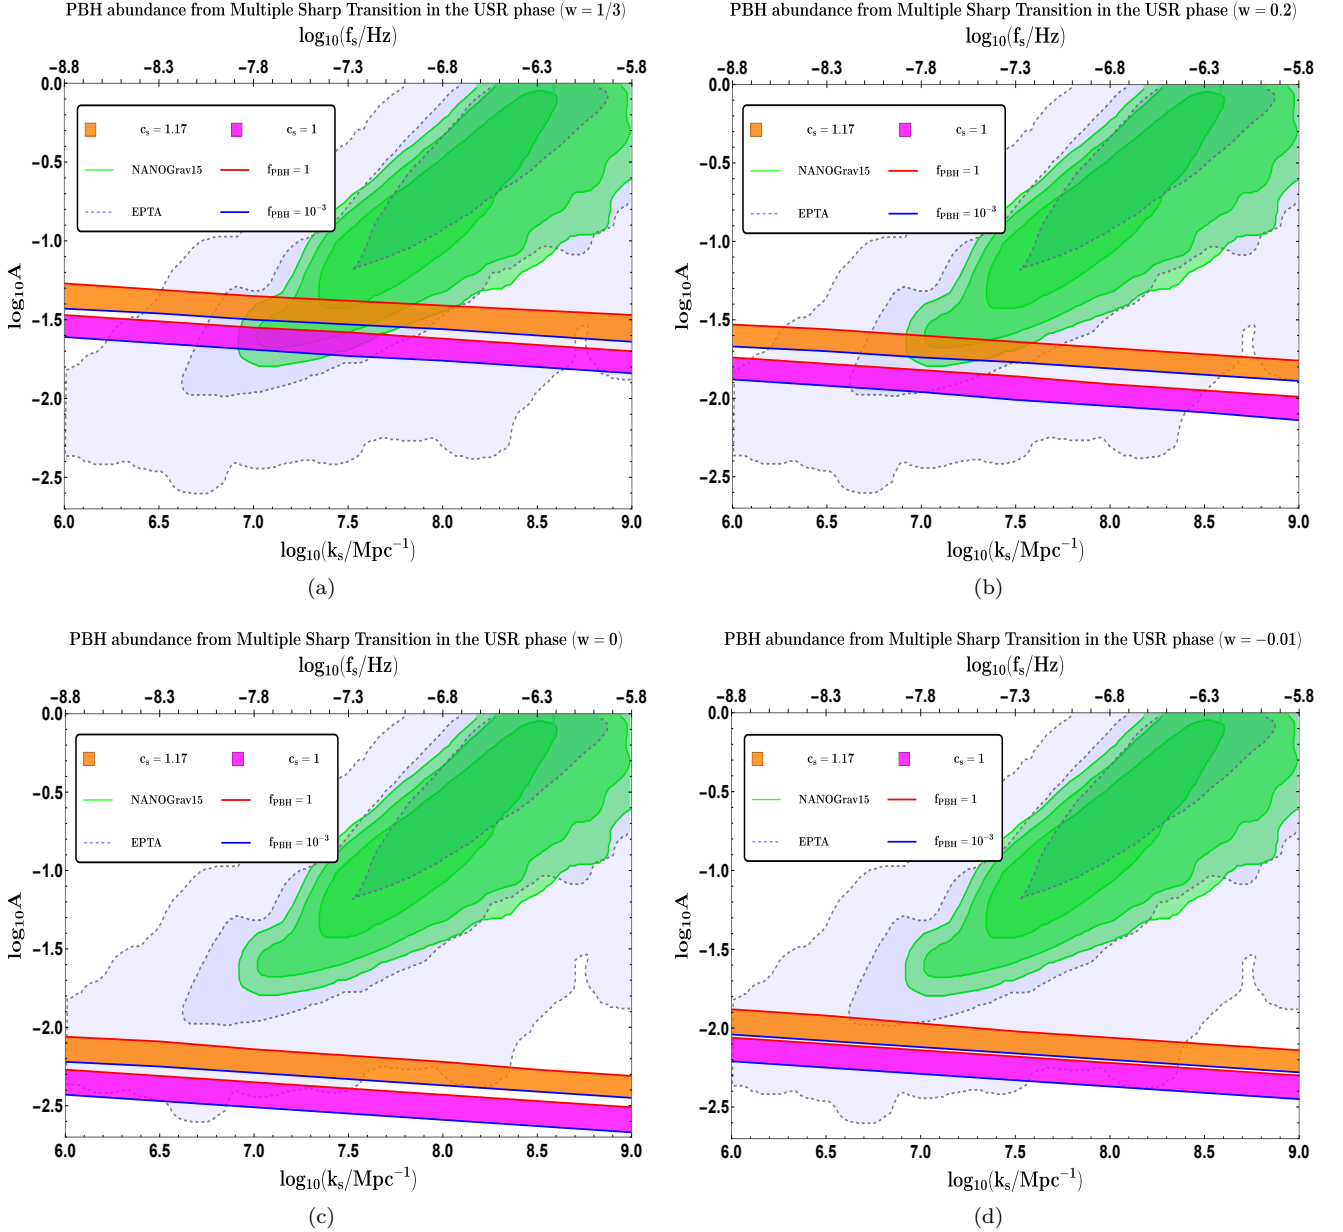 PBH abundance from Multiple Sharp Transition in the USR phase (w = 1/3)
log₁₀(fₛ/Hz)
−8.8 −8.3 −7.8 −7.3 −6.8 −6.3 −5.8
cₛ = 1.17 cₛ = 1
NANOGrav15 f_PBH = 1
EPTA f_PBH = 10⁻³
log₁₀A
0.0
−0.5
−1.0
−1.5
−2.0
−2.5
6.0 6.5 7.0 7.5 8.0 8.5 9.0
log₁₀(kₛ/Mpc⁻¹)
(a)
PBH abundance from Multiple Sharp Transition in the USR phase (w = 0.2)
log₁₀(fₛ/Hz)
−8.8 −8.3 −7.8 −7.3 −6.8 −6.3 −5.8
cₛ = 1.17 cₛ = 1
NANOGrav15 f_PBH = 1
EPTA f_PBH = 10⁻³
log₁₀A
0.0
−0.5
−1.0
−1.5
−2.0
−2.5
6.0 6.5 7.0 7.5 8.0 8.5 9.0
log₁₀(kₛ/Mpc⁻¹)
(b)
PBH abundance from Multiple Sharp Transition in the USR phase (w = 0)
log₁₀(fₛ/Hz)
−8.8 −8.3 −7.8 −7.3 −6.8 −6.3 −5.8
cₛ = 1.17 cₛ = 1
NANOGrav15 f_PBH = 1
EPTA f_PBH = 10⁻³
log₁₀A
0.0
−0.5
−1.0
−1.5
−2.0
−2.5
6.0 6.5 7.0 7.5 8.0 8.5 9.0
log₁₀(kₛ/Mpc⁻¹)
(c)
PBH abundance from Multiple Sharp Transition in the USR phase (w = −0.01)
log₁₀(fₛ/Hz)
−8.8 −8.3 −7.8 −7.3 −6.8 −6.3 −5.8
cₛ = 1.17 cₛ = 1
NANOGrav15 f_PBH = 1
EPTA f_PBH = 10⁻³
log₁₀A
0.0
−0.5
−1.0
−1.5
−2.0
−2.5
6.0 6.5 7.0 7.5 8.0 8.5 9.0
log₁₀(kₛ/Mpc⁻¹)
(d)